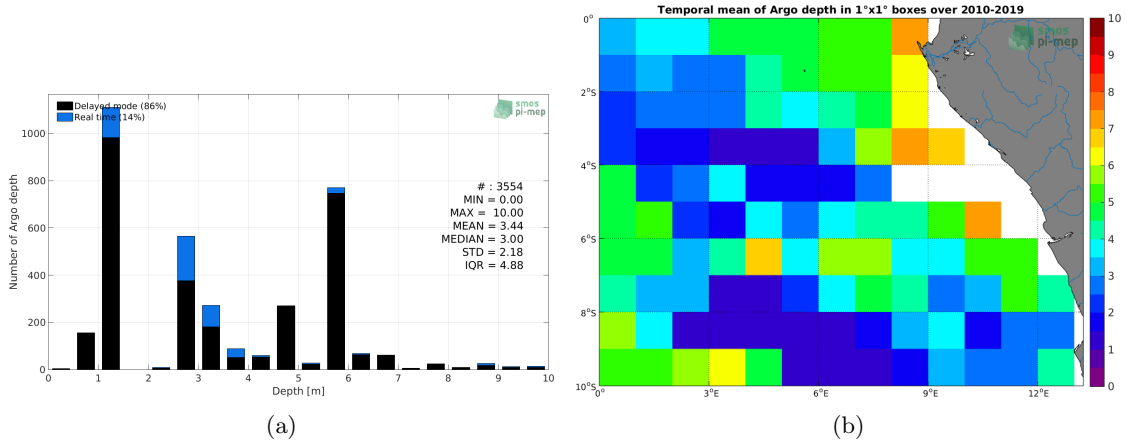 Temporal mean of Argo depth in 1°x1° boxes over 2010-2019
Delayed mode (86%)
Real time (14%)
smos
pi-mep
# : 3554
MIN = 0.00
MAX = 10.00
MEAN = 3.44
MEDIAN = 3.00
STD = 2.18
IQR = 4.88
Number of Argo depth
0
200
400
600
800
1000
0 1 2 3 4 5 6 7 8 9 10
Depth [m]
(a)
smos
pi-mep
0°
2°S
4°S
6°S
8°S
10°S
0° 3°E 6°E 9°E 12°E
10
9
8
7
6
5
4
3
2
1
0
(b)